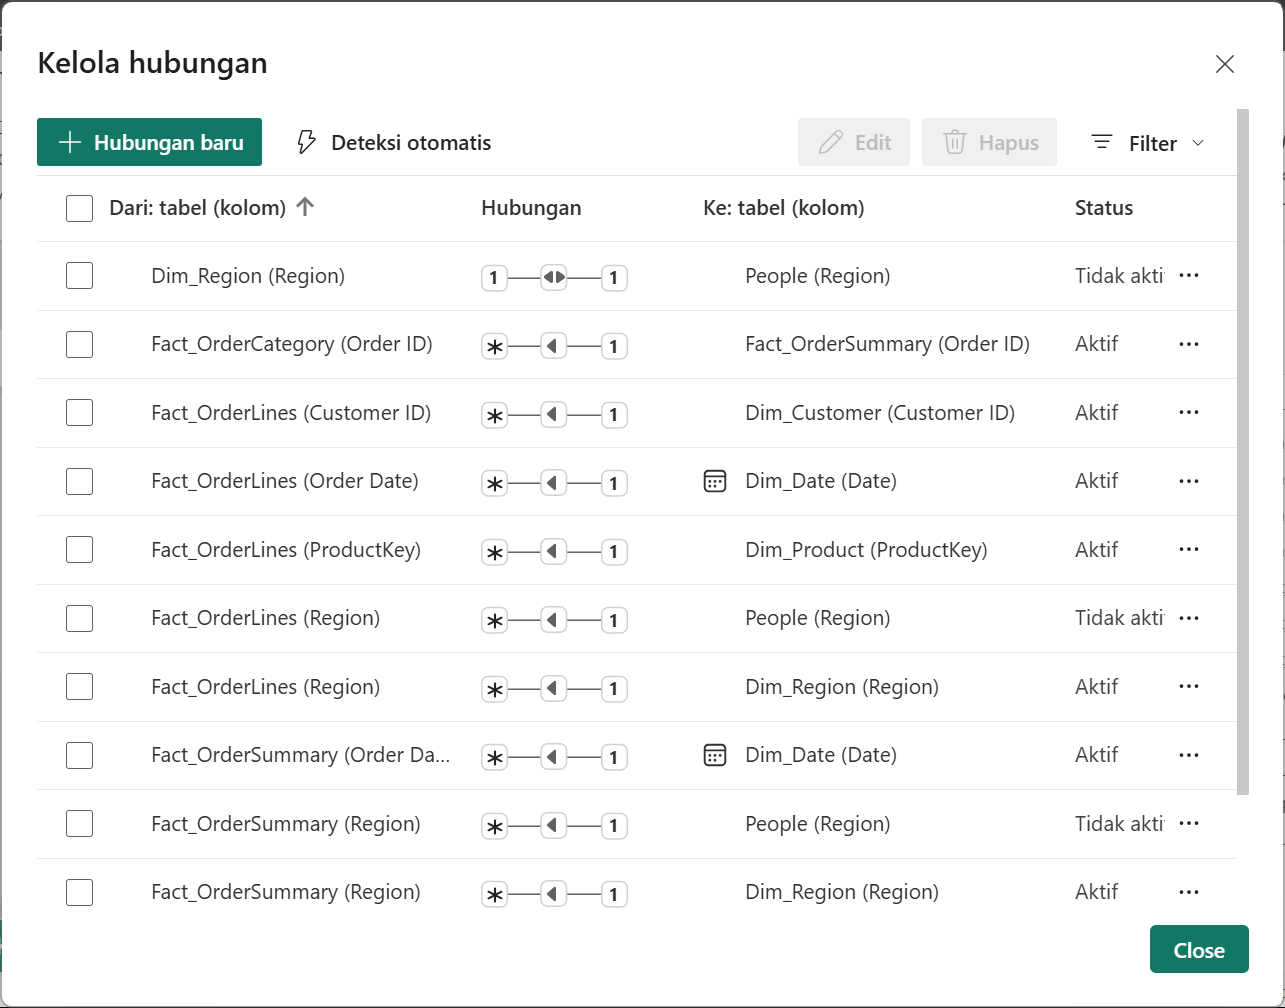 Kelola hubungan
Hubungan baru Deteksi otomatis Edit Hapus Filter
Dari: tabel (kolom) Hubungan Ke: tabel (kolom) Status
Dim_Region (Region) 1 1 People (Region) Tidak akti ...
Fact_OrderCategory (Order ID) * 1 Fact_OrderSummary (Order ID) Aktif ...
Fact_OrderLines (Customer ID) * 1 Dim_Customer (Customer ID) Aktif ...
Fact_OrderLines (Order Date) * 1 Dim_Date (Date) Aktif ...
Fact_OrderLines (ProductKey) * 1 Dim_Product (ProductKey) Aktif ...
Fact_OrderLines (Region) * 1 People (Region) Tidak akti ...
Fact_OrderLines (Region) * 1 Dim_Region (Region) Aktif ...
Fact_OrderSummary (Order Da... * 1 Dim_Date (Date) Aktif ...
Fact_OrderSummary (Region) * 1 People (Region) Tidak akti ...
Fact_OrderSummary (Region) * 1 Dim_Region (Region) Aktif ...
Close